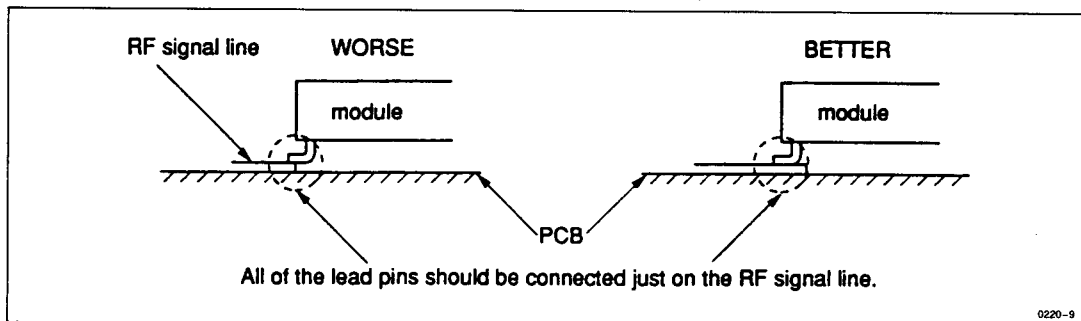 RF signal line
WORSE
BETTER
module
module
PCB
All of the lead pins should be connected just on the RF signal line.
0220-9